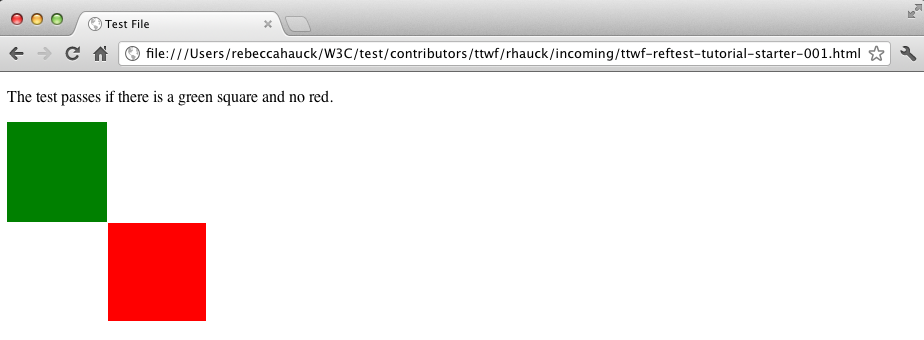 Test File
file:///Users/rebeccahauck/W3C/test/contributors/ttwf/rhauck/incoming/ttwf-reftest-tutorial-starter-001.html
The test passes if there is a green square and no red.